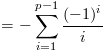 = -\sum_{i=1}^{p-1} \frac{(-1)^i}{i}